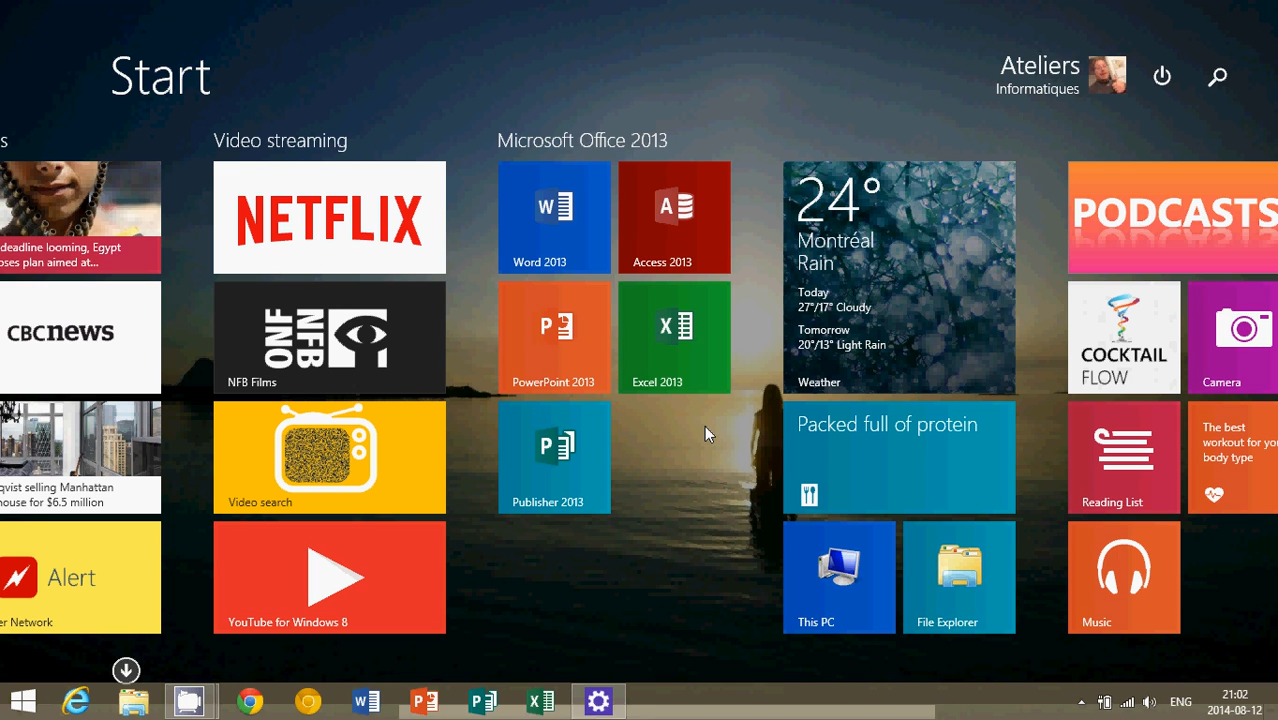 Start
Ateliers
Informatiques
s
Video streaming
Microsoft Office 2013
deadline looming, Egypt
oses plan aimed at...
CBCnews
qvist selling Manhattan
house for $6.5 million
Alert
er Network
NETFLIX
ONF
NFB
NFB Films
Video search
YouTube for Windows 8
W
Word 2013
A
Access 2013
P
PowerPoint 2013
X
Excel 2013
P
Publisher 2013
24°
Montréal
Rain
Today
27°/17° Cloudy
Tomorrow
20°/13° Light Rain
Weather
Packed full of protein
This PC
File Explorer
PODCASTS
COCKTAIL
FLOW
Camera
Reading List
The best
workout for you
body type
Music
W
P
P
X
ENG
21:02
2014-08-12